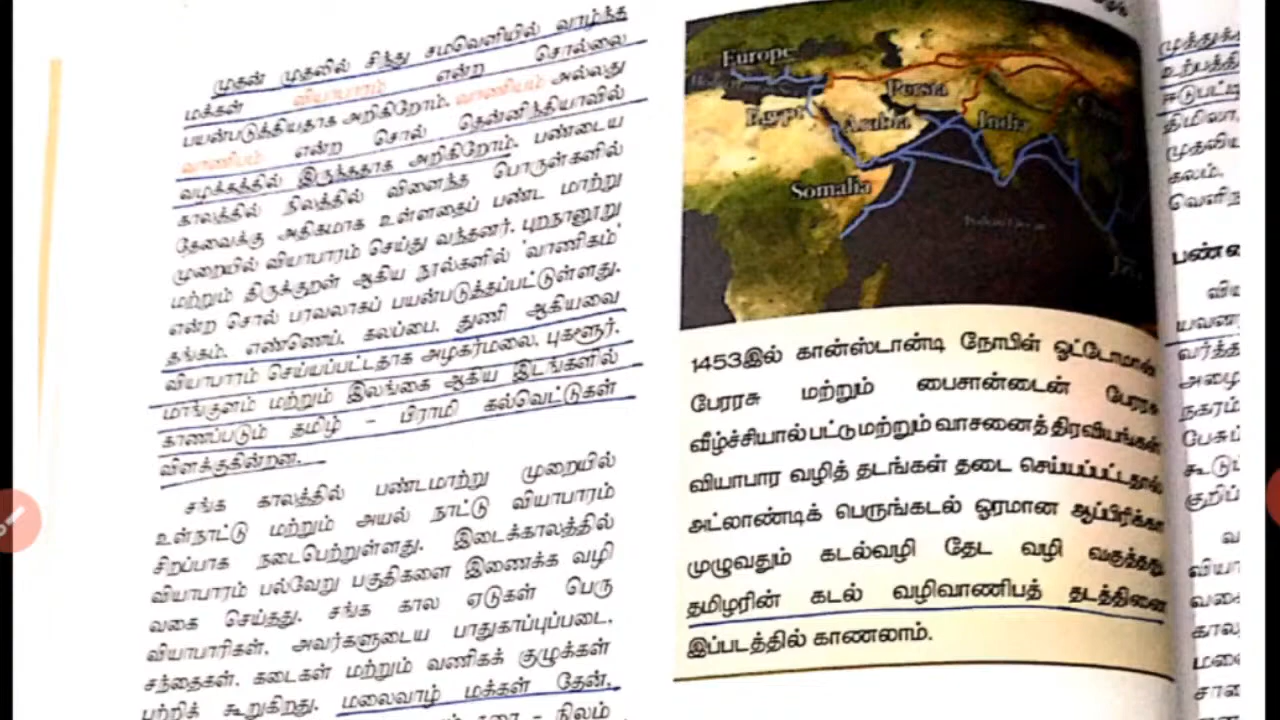 முதன் முதலில் சிந்து சமவெளியில் வாழ்ந்த
மக்கள் வியாபாரம் என்ற சொல்லை
பயன்படுத்தியதாக அறிகிறோம். வாணியம் அல்லது
வாணிபம் என்ற சொல் தென்னிந்தியாவில்
வழக்கத்தில் இருந்ததாக அறிகிறோம். பண்டைய
காலத்தில் நிலத்தில் விளைந்த பொருள்களில்
தேவைக்கு அதிகமாக உள்ளதைப் பண்ட மாற்று
முறையில் வியாபாரம் செய்து வந்தனர். புறநானூறு
மற்றும் திருக்குறள் ஆகிய நூல்களில் 'வாணிகம்'
என்ற சொல் பரவலாகப் பயன்படுத்தப்பட்டுள்ளது.
தங்கம், எண்ணெய், கலப்பை, துணி ஆகியவை
வியாபாரம் செய்யப்பட்டதாக அழகர்மலை, புகளூர்,
மாங்குளம் மற்றும் இலங்கை ஆகிய இடங்களில்
காணப்படும் தமிழ் – பிராமி கல்வெட்டுகள்
விளக்குகின்றன.
சங்க காலத்தில் பண்டமாற்று முறையில்
உள்நாட்டு மற்றும் அயல் நாட்டு வியாபாரம்
சிறப்பாக நடைபெற்றுள்ளது. இடைக்காலத்தில்
வியாபாரம் பல்வேறு பகுதிகளை இணைக்க வழி
வகை செய்தது. சங்க கால ஏடுகள் பெரு
வியாபாரிகள், அவர்களுடைய பாதுகாப்புப்படை,
சந்தைகள், கடைகள் மற்றும் வணிகக் குழுக்கள்
பற்றிக் கூறுகிறது. மலைவாழ் மக்கள் தேன்,
– நிலம்
Europe
Persia
Egypt
Arabia
India
China
Somalia
Indian Ocean
1453இல் கான்ஸ்டாண்டி நோபிள் ஓட்டோமான்
பேரரசு மற்றும் பைசான்டைன் பேரரசு
வீழ்ச்சியால் பட்டு மற்றும் வாசனைத் திரவியங்கள்
வியாபார வழித் தடங்கள் தடை செய்யப்பட்டதால்
அட்லாண்டிக் பெருங்கடல் ஓரமான ஆப்பிரிக்கா
முழுவதும் கடல்வழி தேட வழி வகுத்தது
தமிழரின் கடல் வழிவாணிபத் தடத்தினை
இப்படத்தில் காணலாம்.
முதலிய
கலம்,